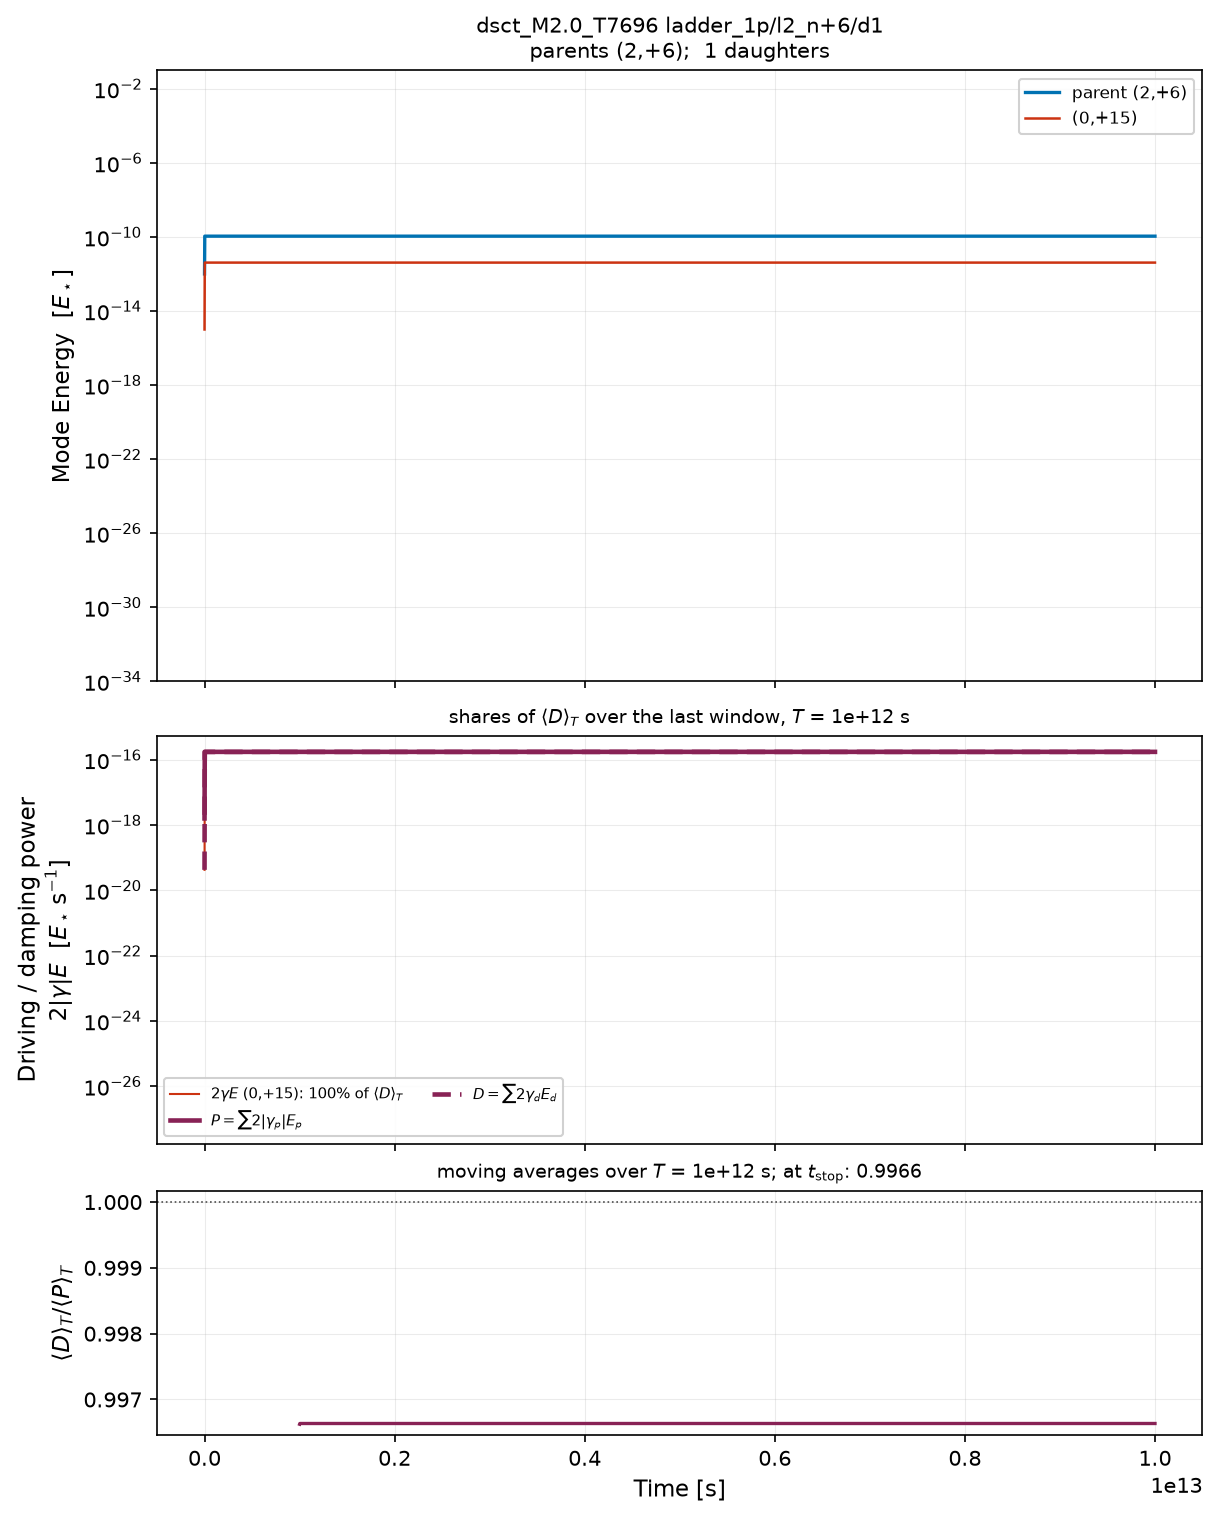 dsct_M2.0_T7696 ladder_1p/l2_n+6/d1
parents (2,+6);  1 daughters
parent (2,+6)
(0,+15)
10⁻²
10⁻⁶
10⁻¹⁰
10⁻¹⁴
10⁻¹⁸
10⁻²²
10⁻²⁶
10⁻³⁰
10⁻³⁴
Mode Energy [E⋆]
shares of ⟨D⟩_T over the last window, T = 1e+12 s
10⁻¹⁶
10⁻¹⁸
10⁻²⁰
10⁻²²
10⁻²⁴
10⁻²⁶
Driving / damping power
2|γ|E [E⋆ s⁻¹]
2γE (0,+15): 100% of ⟨D⟩_T
P = ∑2|γ_p|E_p
D = ∑2γ_dE_d
moving averages over T = 1e+12 s; at t_stop: 0.9966
1.000
0.999
0.998
0.997
⟨D⟩_T/⟨P⟩_T
0.0
0.2
0.4
0.6
0.8
1.0
1e13
Time [s]